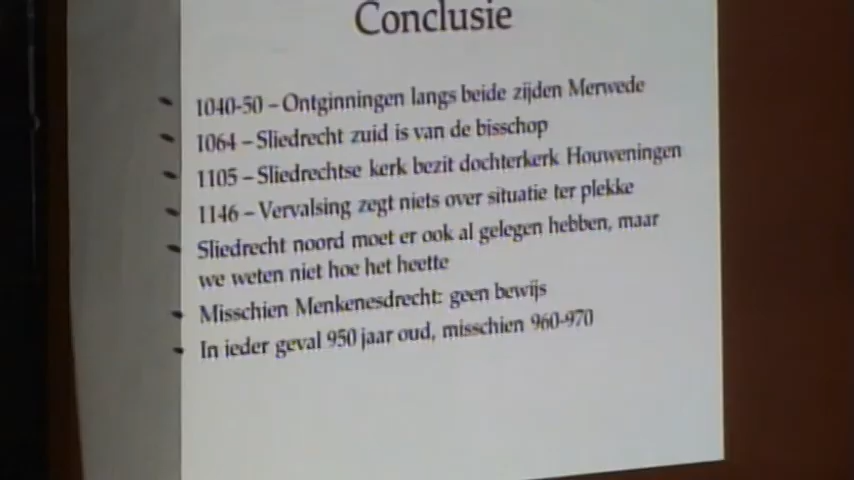 Conclusie
1040-50 – Ontginningen langs beide zijden Merwede
1064 – Sliedrecht zuid is van de bisschop
1105 – Sliedrechtse kerk bezit dochterkerk Houweningen
1146 – Vervalsing zegt niets over situatie ter plekke
Sliedrecht noord moet er ook al gelegen hebben, maar
we weten niet hoe het heette
Misschien Menkenesdrecht: geen bewijs
In ieder geval 950 jaar oud, misschien 960-970